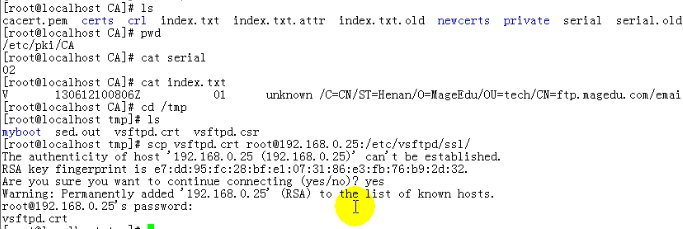 [root@localhost CA]# ls
cacert.pem  certs  crl  index.txt  index.txt.attr  index.txt.old  newcerts  private  serial  serial.old
[root@localhost CA]# pwd
/etc/pki/CA
[root@localhost CA]# cat serial
02
[root@localhost CA]# cat index.txt
V       130612100806Z           01      unknown /C=CN/ST=Henan/O=MageEdu/OU=tech/CN=ftp.magedu.com/emai
[root@localhost CA]# cd /tmp
[root@localhost tmp]# ls
myboot  sed.out  vsftpd.crt  vsftpd.csr
[root@localhost tmp]# scp vsftpd.crt root@192.168.0.25:/etc/vsftpd/ssl/
The authenticity of host '192.168.0.25 (192.168.0.25)' can't be established.
RSA key fingerprint is e7:dd:95:fc:28:bf:e1:07:31:86:e3:fb:76:b9:2d:32.
Are you sure you want to continue connecting (yes/no)? yes
Warning: Permanently added '192.168.0.25' (RSA) to the list of known hosts.
root@192.168.0.25's password:
vsftpd.crt
[root@localhost tmp]#